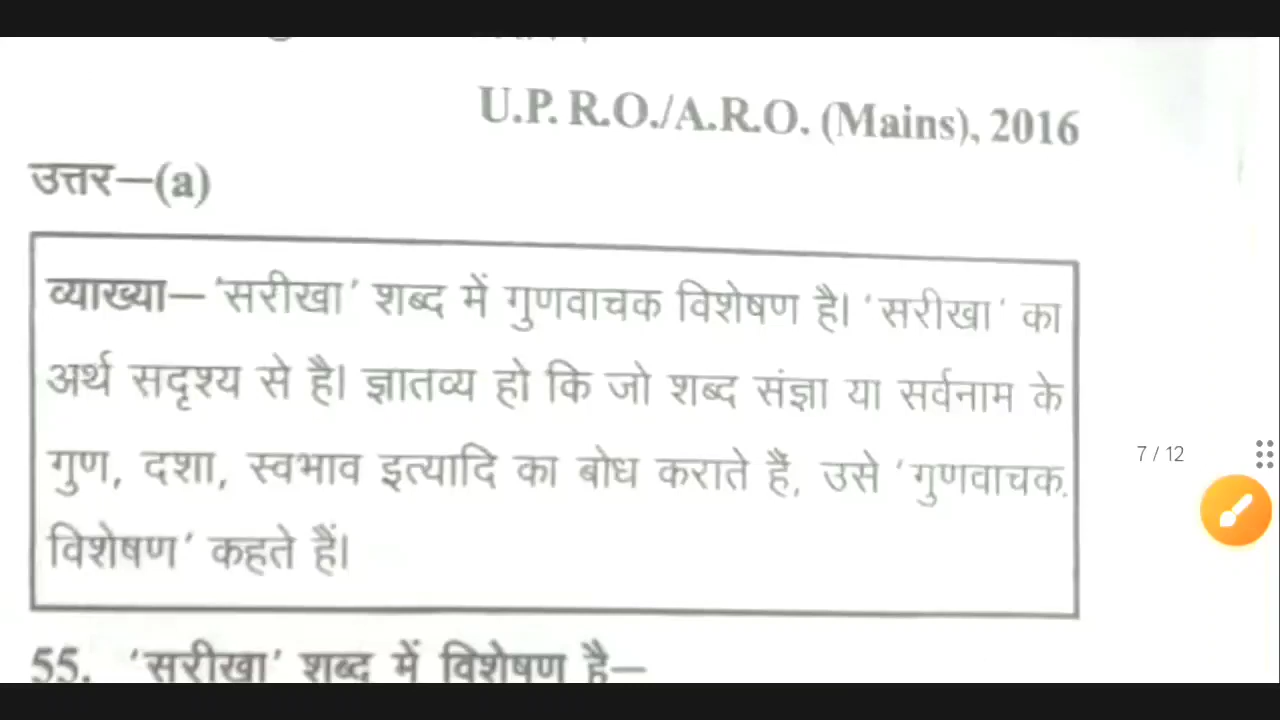 U.P. R.O./A.R.O. (Mains), 2016
उत्तर—(a)
व्याख्या— 'सरीखा' शब्द में गुणवाचक विशेषण है। 'सरीखा' का
अर्थ सदृश्य से है। ज्ञातव्य हो कि जो शब्द संज्ञा या सर्वनाम के
गुण, दशा, स्वभाव इत्यादि का बोध कराते हैं, उसे 'गुणवाचक
विशेषण' कहते हैं।
7 / 12
55. 'सरीखा' शब्द में विशेषण है—